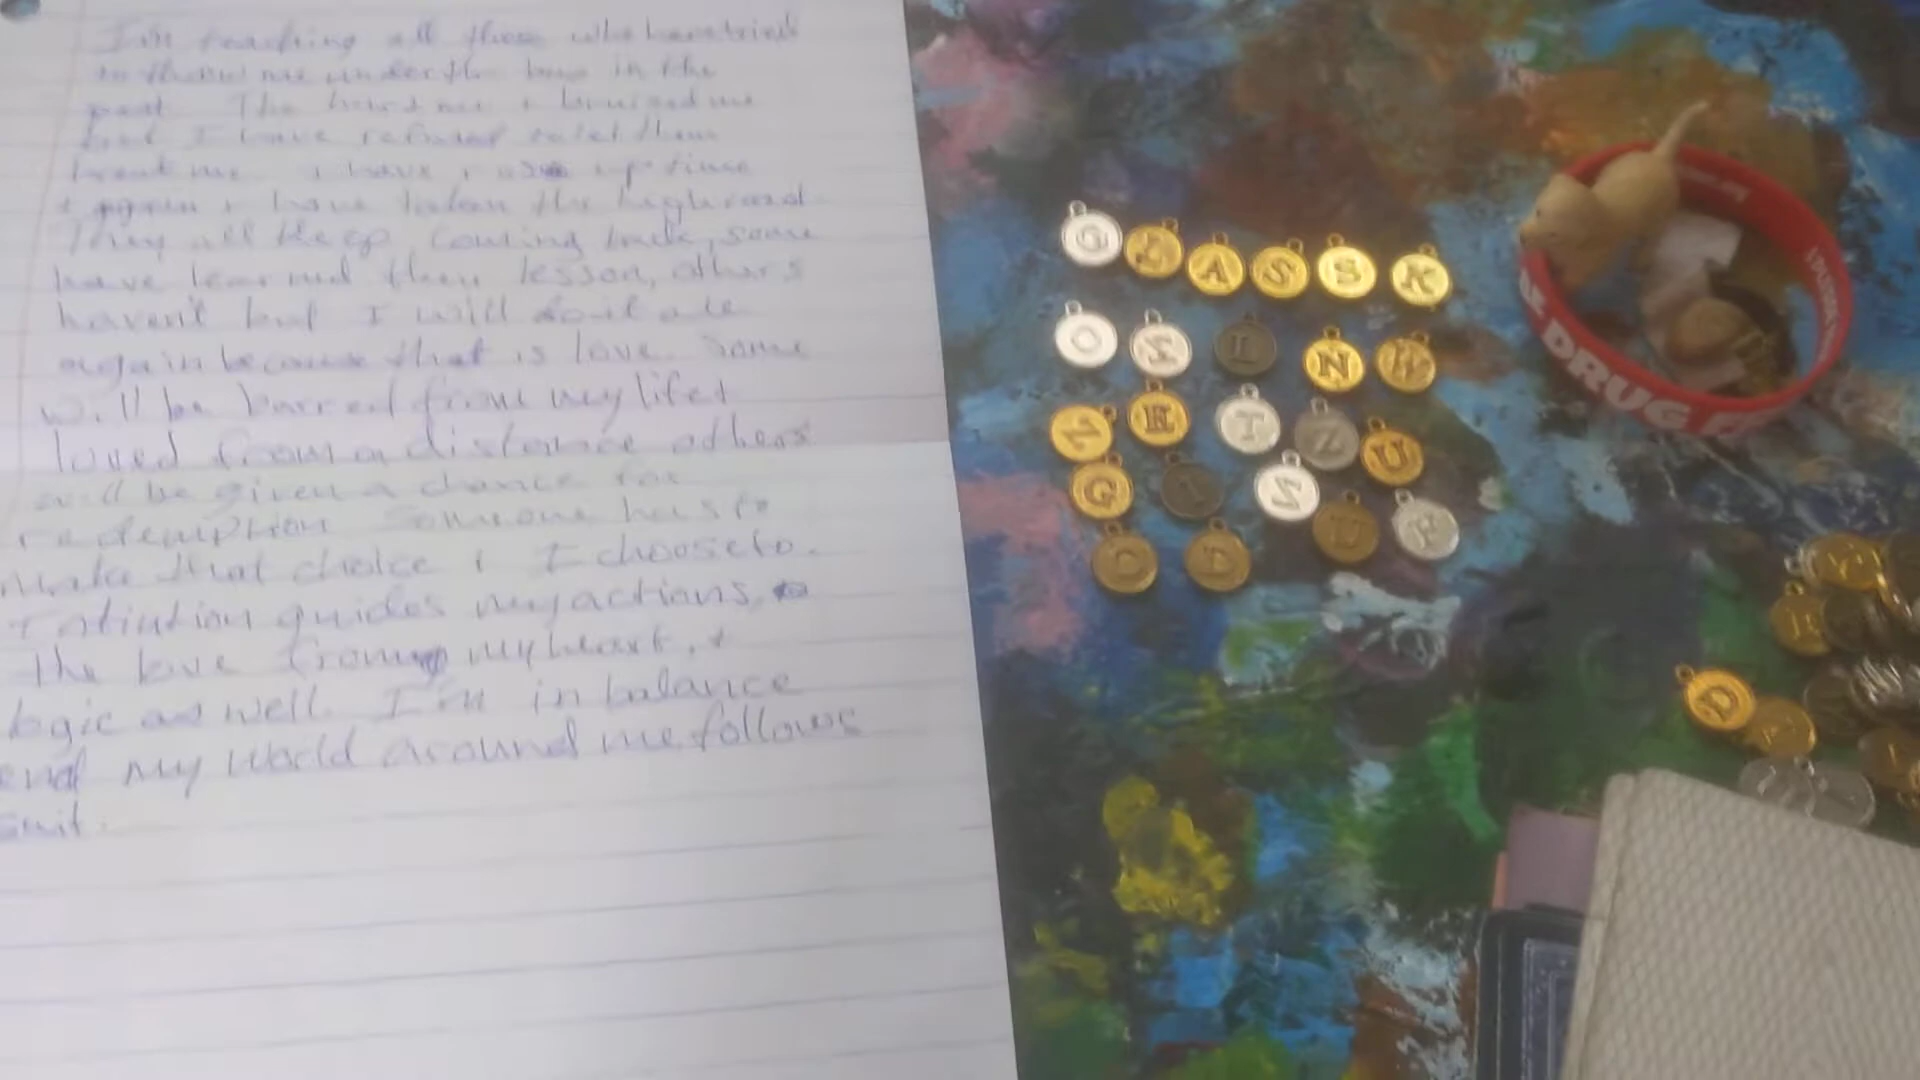 I'm teaching all those who have tried
to throw me under the bus in the
past. The hurt me & bruised me
but I have refused to let them
beat me. I have rose up time
& again & have taken the high road
They all keep coming back, some
have learned their lesson, others
haven't but I will do it all
again because that is love. Some
will be barred from my life &
loved from a distance others
will be given a chance for
redemption Someone has to
make that choice & I choose to.
guides my actions,
the love from my heart, &
logic as well. I'm in balance
and my world around me follows
suit.
G L A S S K
O Z L N W
N E T Z U
G I N U
D D
DRUG
D